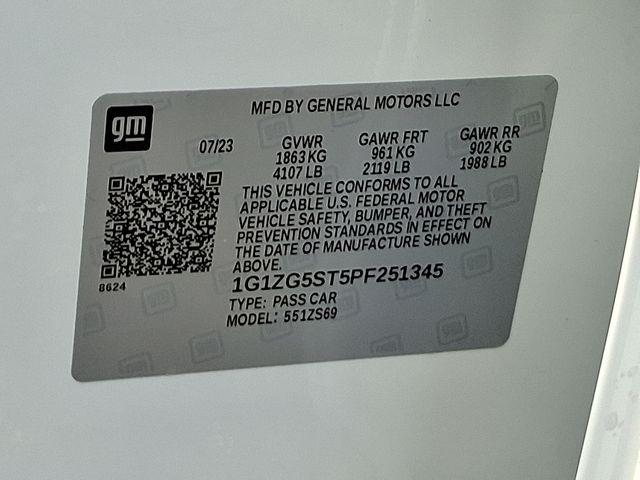 gm
MFD BY GENERAL MOTORS LLC
07/23 GVWR GAWR FRT GAWR RR
1863 KG 961 KG 902 KG
4107 LB 2119 LB 1988 LB
THIS VEHICLE CONFORMS TO ALL
APPLICABLE U.S. FEDERAL MOTOR
VEHICLE SAFETY, BUMPER, AND THEFT
PREVENTION STANDARDS IN EFFECT ON
THE DATE OF MANUFACTURE SHOWN
ABOVE.
8624
1G1ZG5ST5PF251345
TYPE: PASS CAR
MODEL: 551ZS69